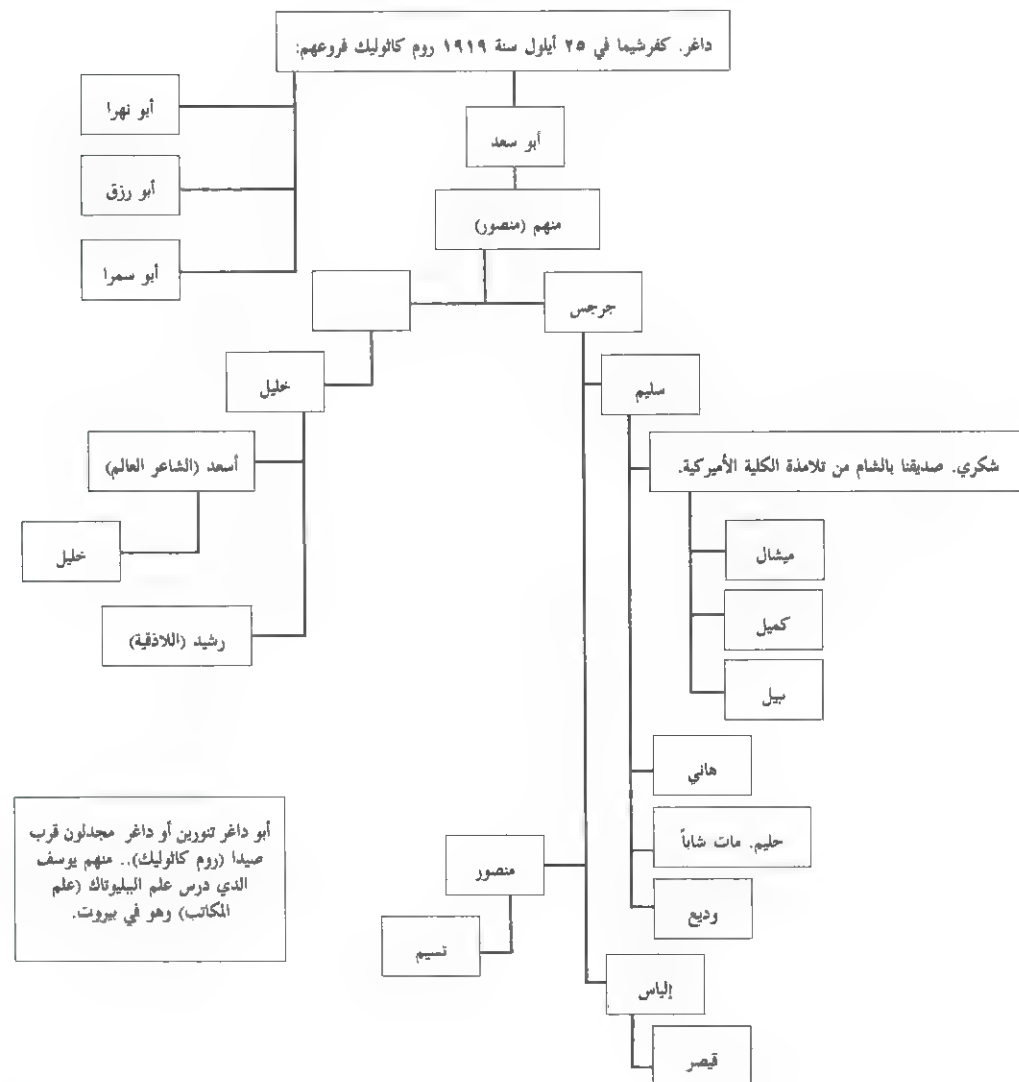 داغر. كفرشيما في ٢٥ أيلول سنة ١٩١٩ روم كاثوليك فروعهم:
أبو نهرا
أبو سعد
أبو رزق
منهم (منصور)
أبو سمرا
جرجس
سليم
خليل
شكري. صديقنا بالشام من تلامذة الكلية الأميركية.
أسعد (الشاعر العالم)
ميشال
خليل
كميل
رشيد (اللاذقية)
بيل
هاني
حليم. مات شاباً
منصور
وديع
نسيم
إلياس
قيصر
أبو داغر تنورين أو داغر مجدلون قرب
صيدا (روم كاثوليك).. منهم يوسف
الذي درس علم الببليوتاك (علم
المكاتب) وهو في بيروت.